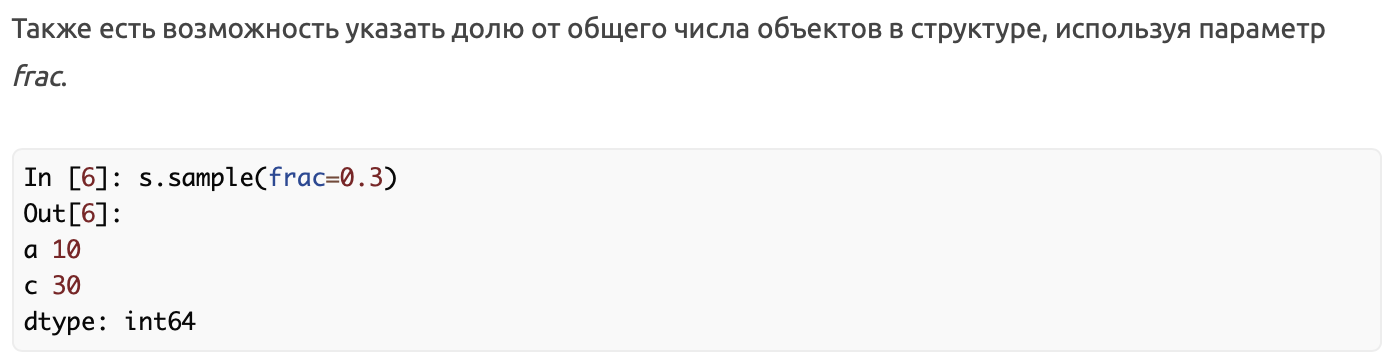 Также есть возможность указать долю от общего числа объектов в структуре, используя параметр
frac.
In [6]: s.sample(frac=0.3)
Out[6]:
a 10
c 30
dtype: int64